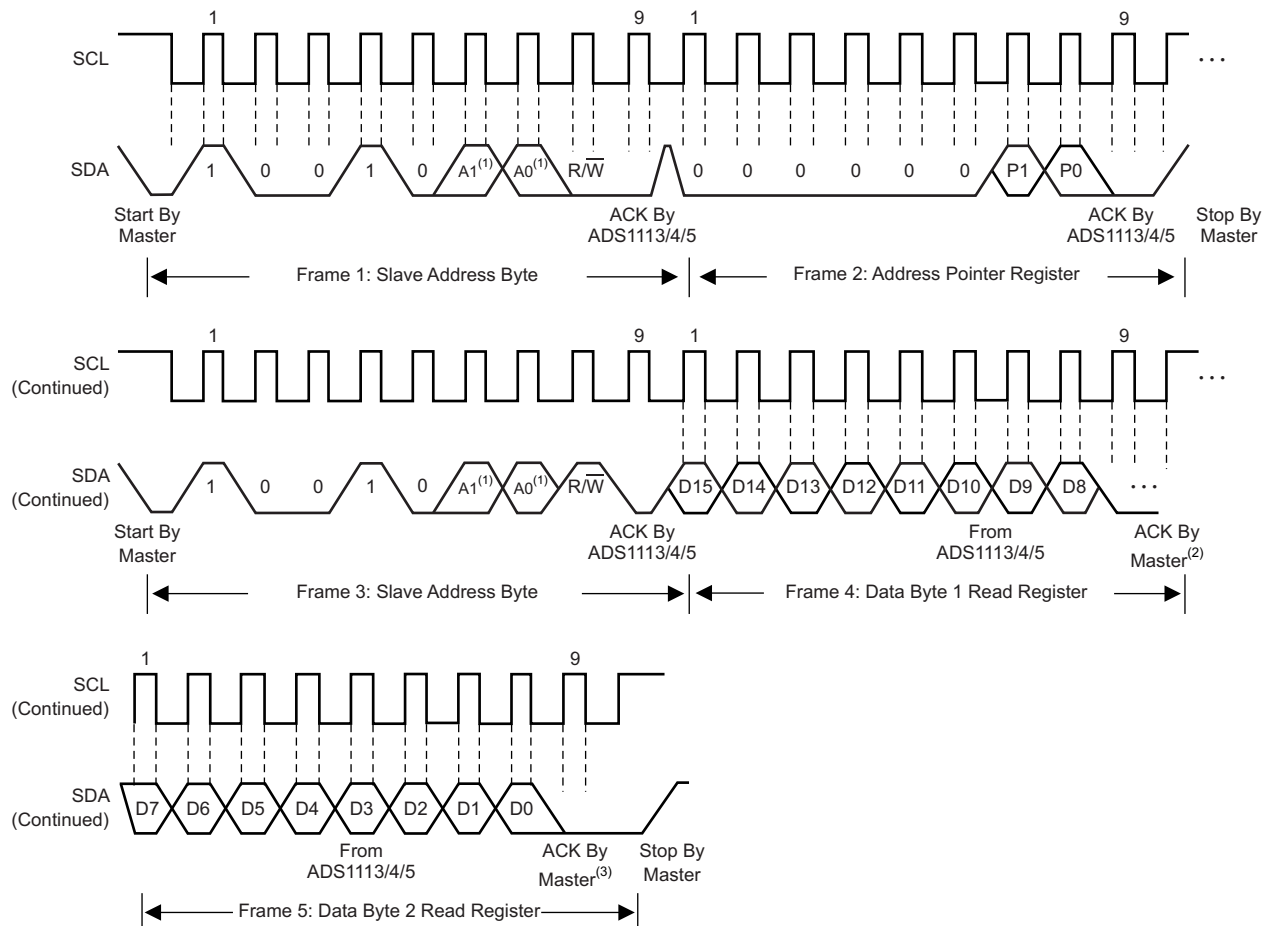 1 9 1 9
SCL ...
SDA 1 0 0 1 0 A1(1) A0(1) R/W̅ 0 0 0 0 0 0 P1 P0
Start By Master
ACK By ADS1113/4/5
ACK By ADS1113/4/5
Stop By Master
Frame 1: Slave Address Byte
Frame 2: Address Pointer Register
1 9 1 9
SCL (Continued) ...
SDA (Continued) 1 0 0 1 0 A1(1) A0(1) R/W̅ D15 D14 D13 D12 D11 D10 D9 D8 ...
Start By Master
ACK By ADS1113/4/5
From ADS1113/4/5
ACK By Master(2)
Frame 3: Slave Address Byte
Frame 4: Data Byte 1 Read Register
1 9
SCL (Continued)
SDA (Continued) D7 D6 D5 D4 D3 D2 D1 D0
From ADS1113/4/5
ACK By Master(3)
Stop By Master
Frame 5: Data Byte 2 Read Register